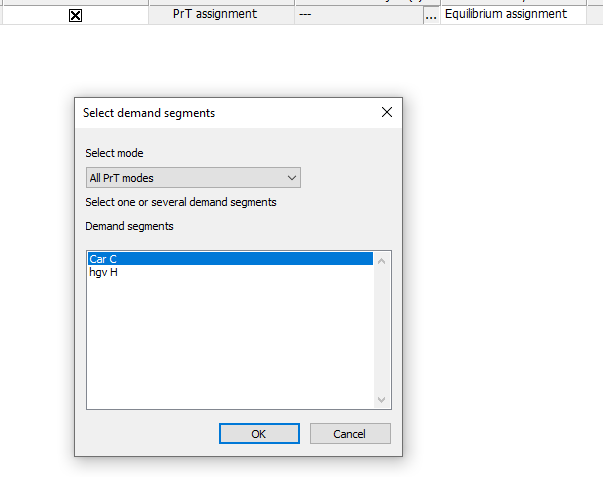 PrT assignment --- ... Equilibrium assignment
Select demand segments
Select mode
All PrT modes
Select one or several demand segments
Demand segments
Car C
hgv H
OK Cancel